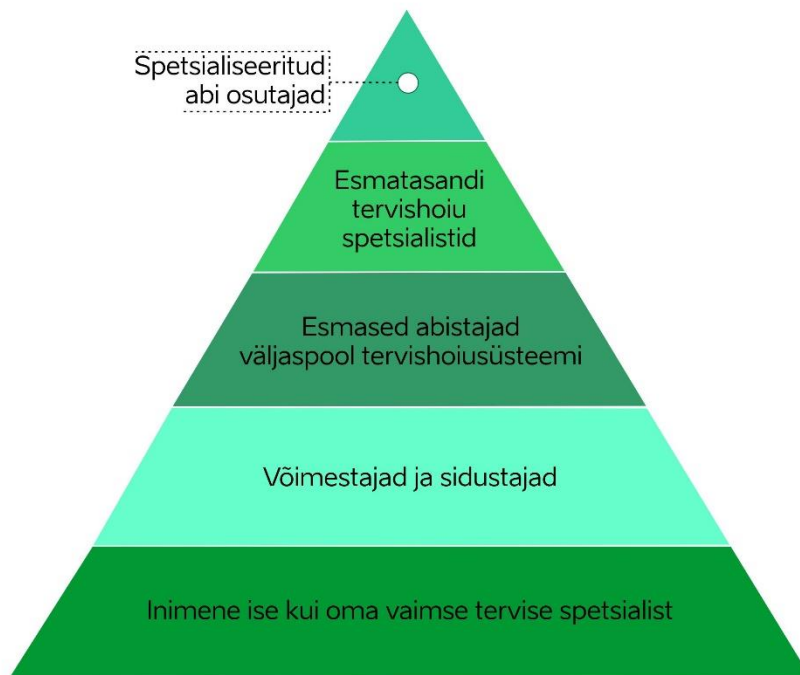 Spetsialiseeritud
abi osutajad
Esmatasandi
tervishoiu
spetsialistid
Esmased abistajad
väljaspool tervishoiusüsteemi
Võimestajad ja sidustajad
Inimene ise kui oma vaimse tervise spetsialist